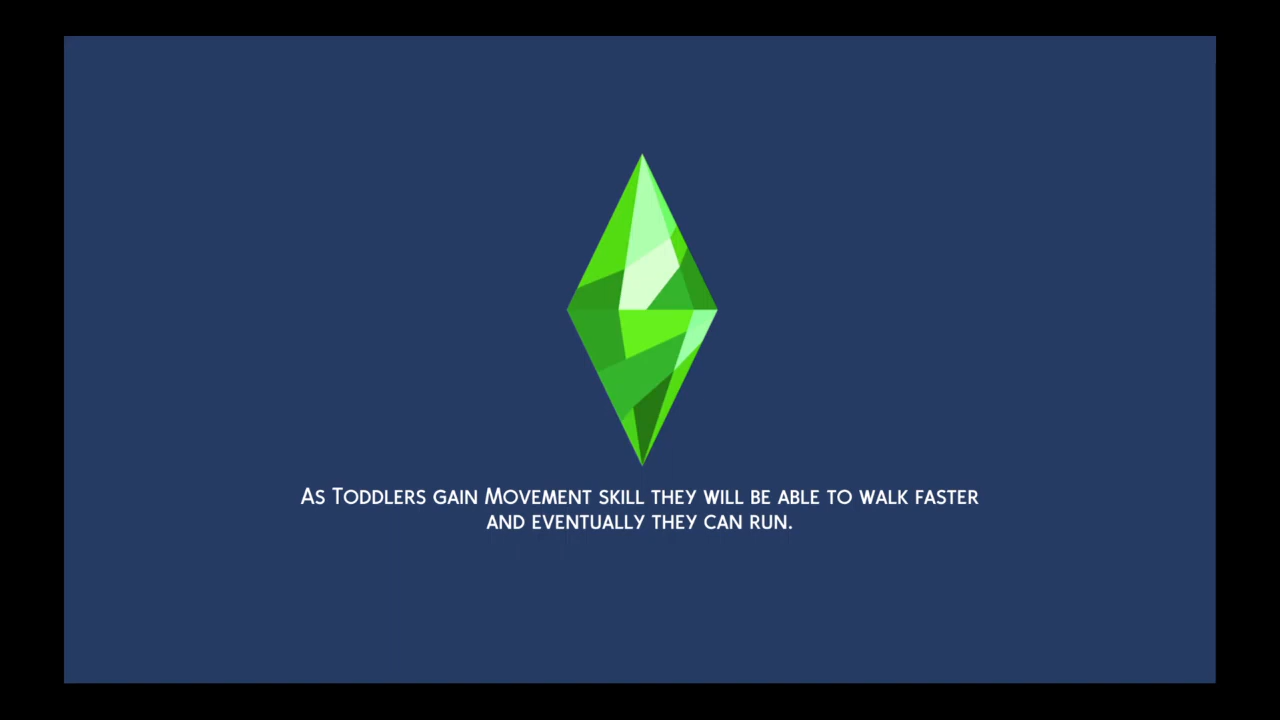 As Toddlers gain Movement skill they will be able to walk faster
and eventually they can run.